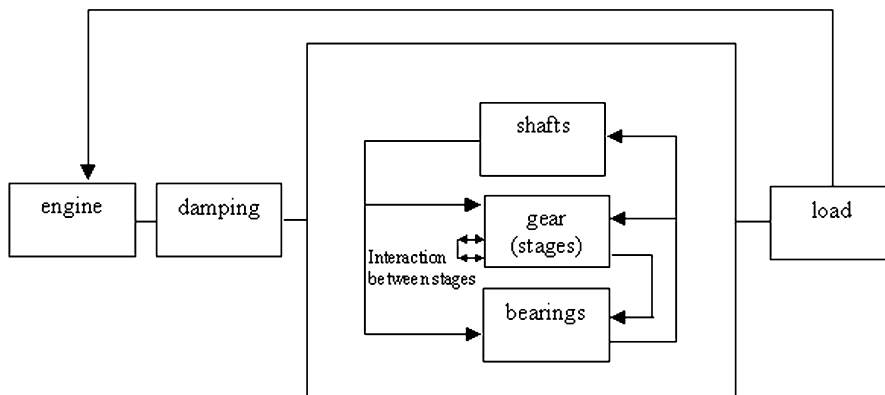 shafts
engine
damping
gear
(stages)
load
Interaction
between stages
bearings